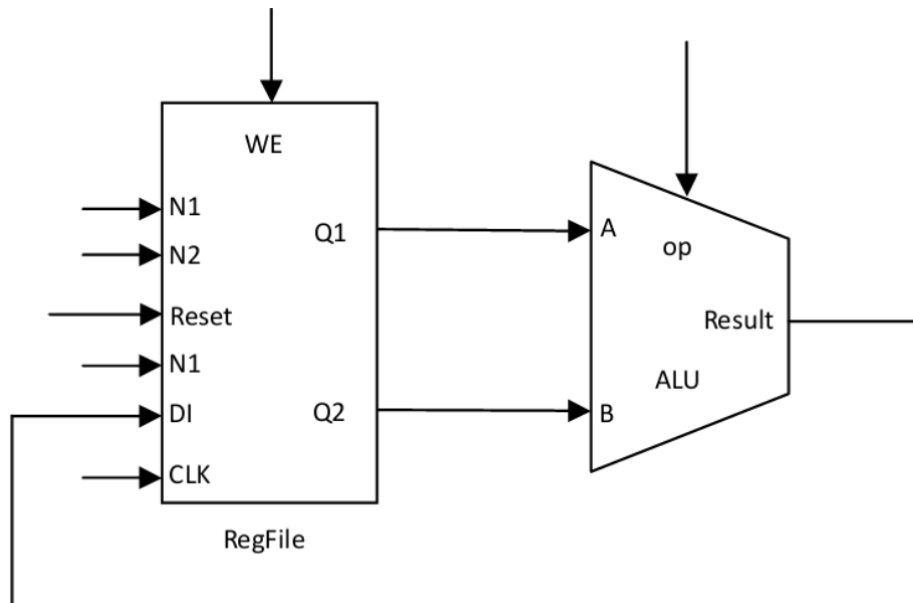 WE
N1
N2
Q1
Reset
N1
DI
Q2
CLK
RegFile
A
op
Result
ALU
B